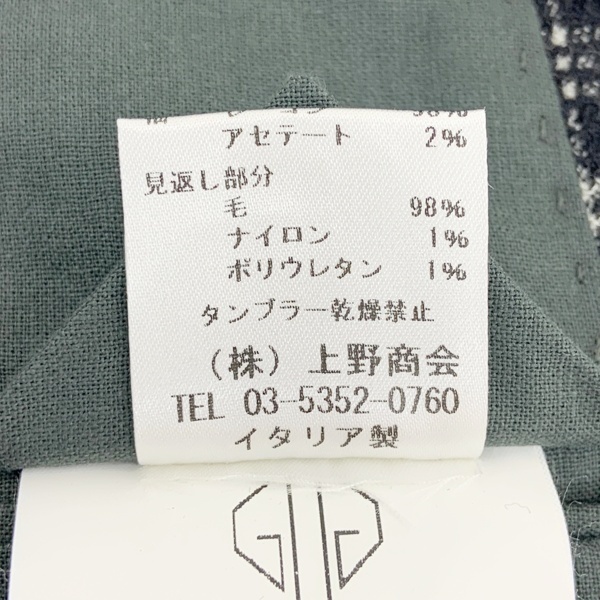 アセテート 2%
見返し部分
毛 98%
ナイロン 1%
ポリウレタン 1%
タンブラー乾燥禁止
(株) 上野商会
TEL 03-5352-0760
イタリア製